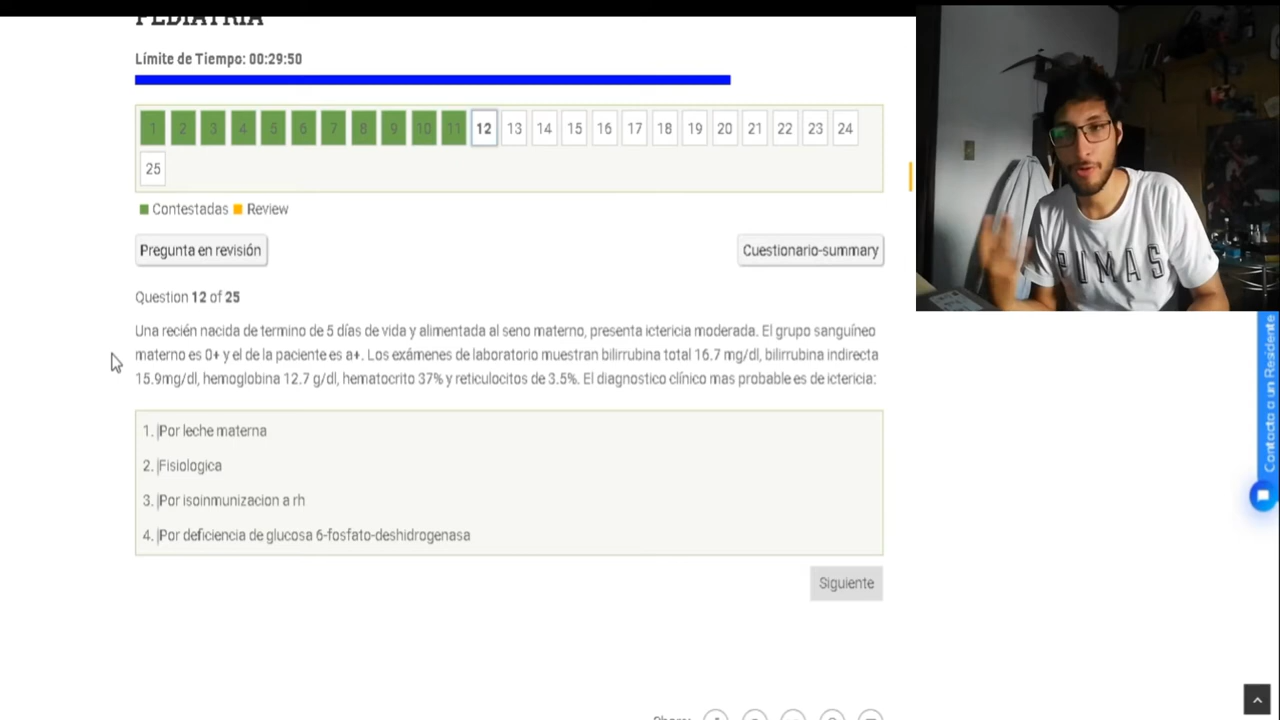 PEDIATRIA
Límite de Tiempo: 00:29:50
1 2 3 4 5 6 7 8 9 10 11 12 13 14 15 16 17 18 19 20 21 22 23 24
25
Contestadas Review
Pregunta en revisión Cuestionario-summary
Question 12 of 25
Una recién nacida de termino de 5 días de vida y alimentada al seno materno, presenta ictericia moderada. El grupo sanguíneo
materno es O+ y el de la paciente es a+. Los exámenes de laboratorio muestran bilirrubina total 16.7 mg/dl, bilirrubina indirecta
15.9mg/dl, hemoglobina 12.7 g/dl, hematocrito 37% y reticulocitos de 3.5%. El diagnostico clínico mas probable es de ictericia:
1. Por leche materna
2. Fisiologica
3. Por isoinmunizacion a rh
4. Por deficiencia de glucosa 6-fosfato-deshidrogenasa
Siguiente
PUMAS
Contacta a un Residente